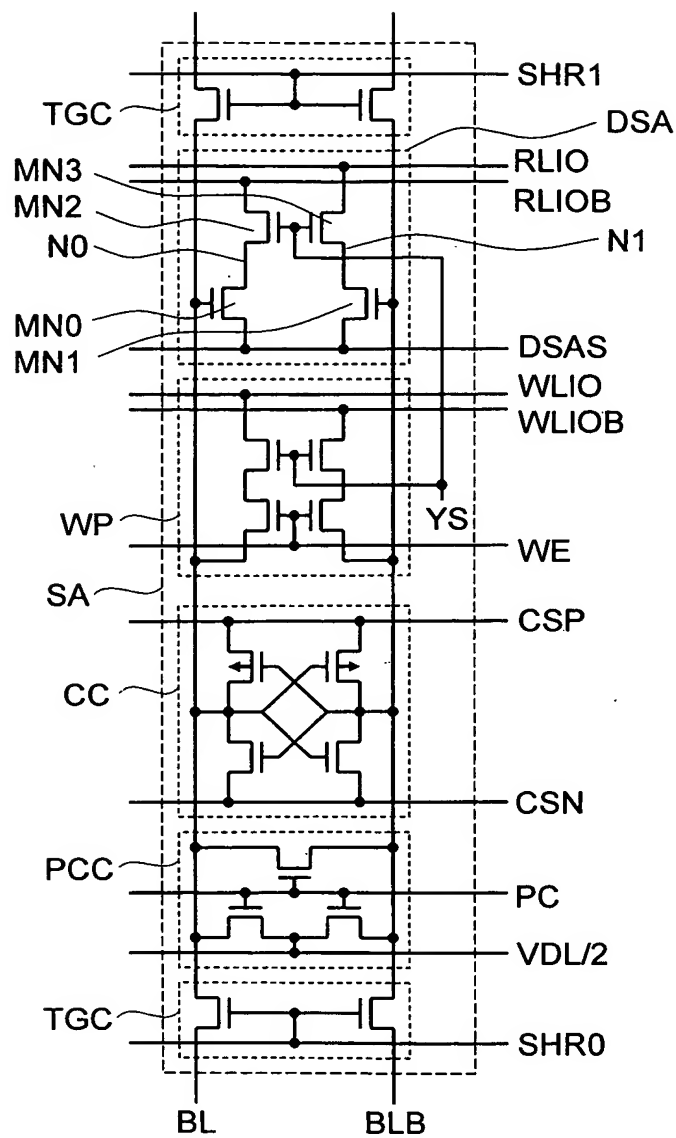 SHR1
TGC
DSA
RLIO
MN3
RLIOB
MN2
N0
N1
MN0
MN1
DSAS
WLIO
WLIOB
YS
WP
WE
SA
CSP
CC
CSN
PCC
PC
VDL/2
TGC
SHR0
BL
BLB